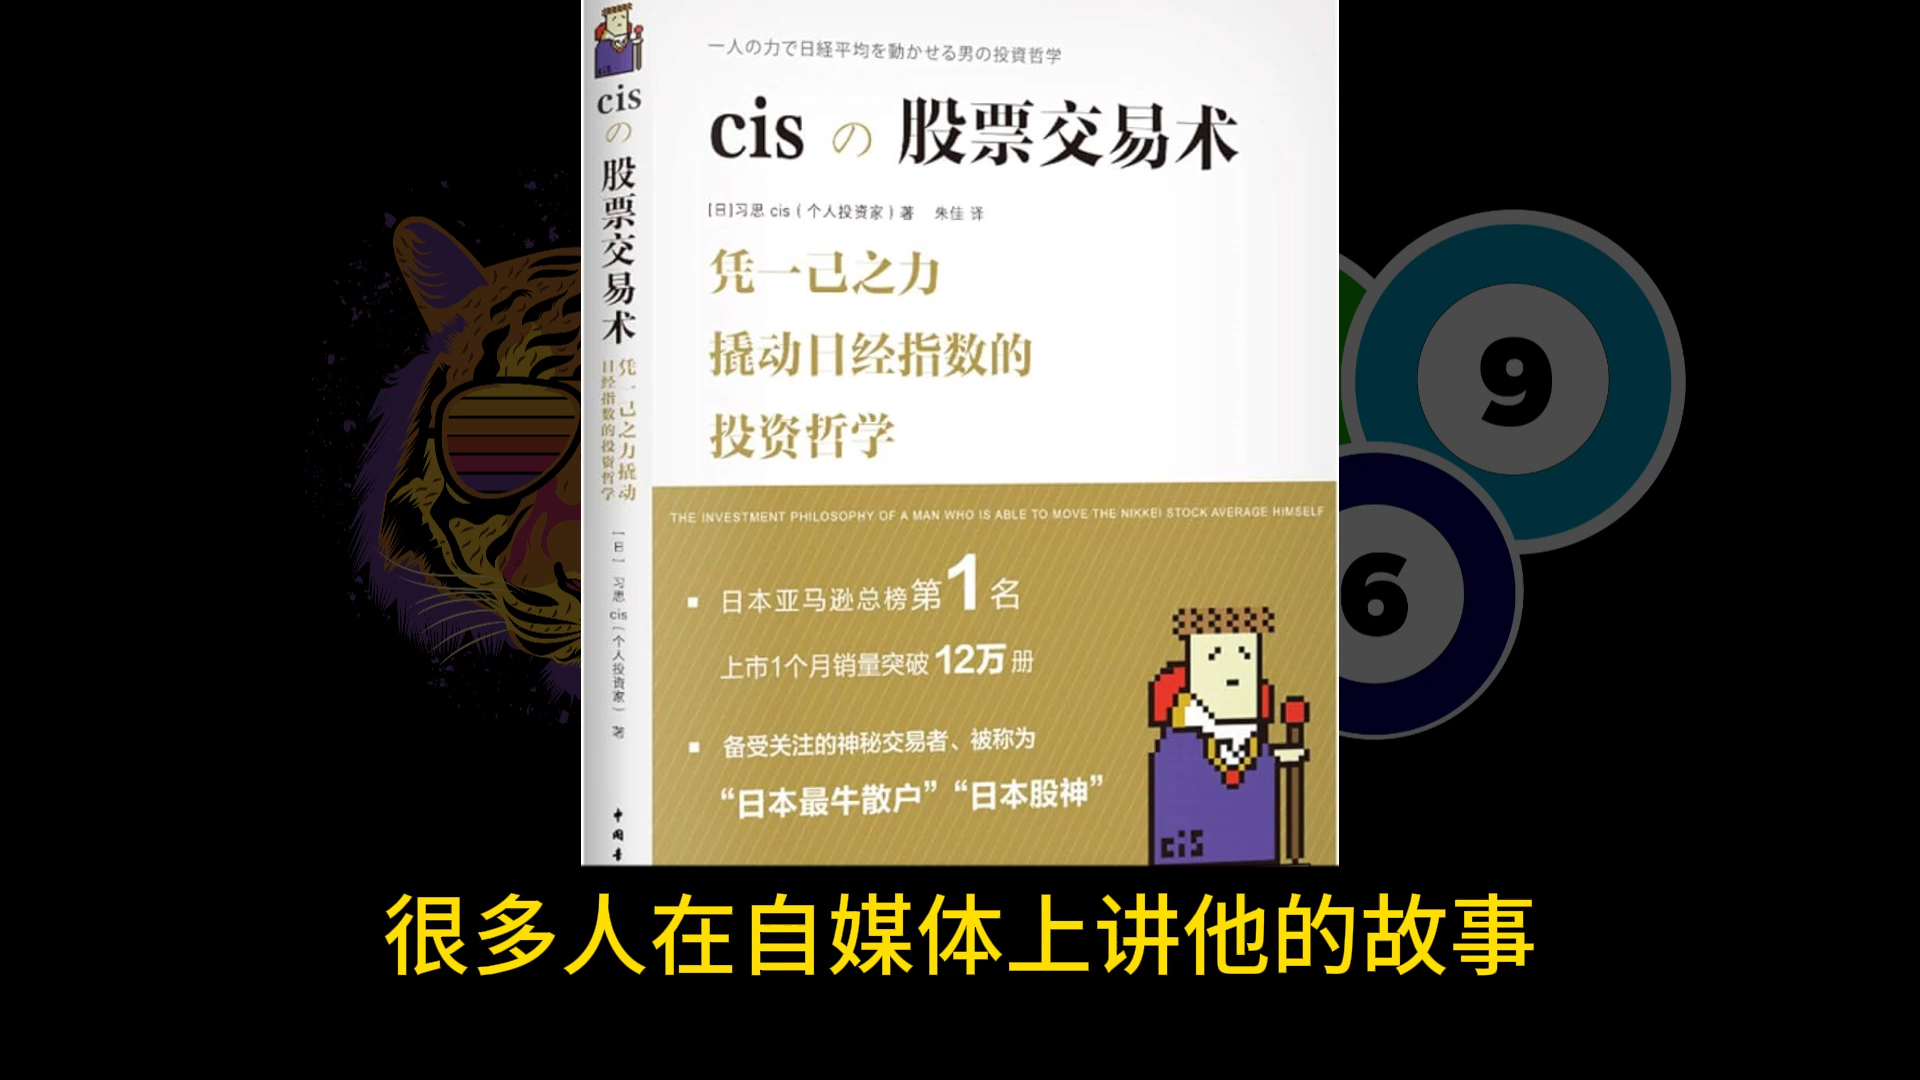 cis
cis
の
股票交易术
凭一己之力撬动
日经指数的投资哲学
[日]习思 cis(个人投资家)著
一人の力で日経平均を動かせる男の投資哲学
cis の 股票交易术
[日]习思 cis(个人投资家)著 朱佳 译
凭一己之力
撬动日经指数的
投资哲学
THE INVESTMENT PHILOSOPHY OF A MAN WHO IS ABLE TO MOVE THE NIKKEI STOCK AVERAGE HIMSELF
▪ 日本亚马逊总榜第1名
上市1个月销量突破12万册
▪ 备受关注的神秘交易者、被称为
“日本最牛散户”“日本股神”
cis
9
6
很多人在自媒体上讲他的故事